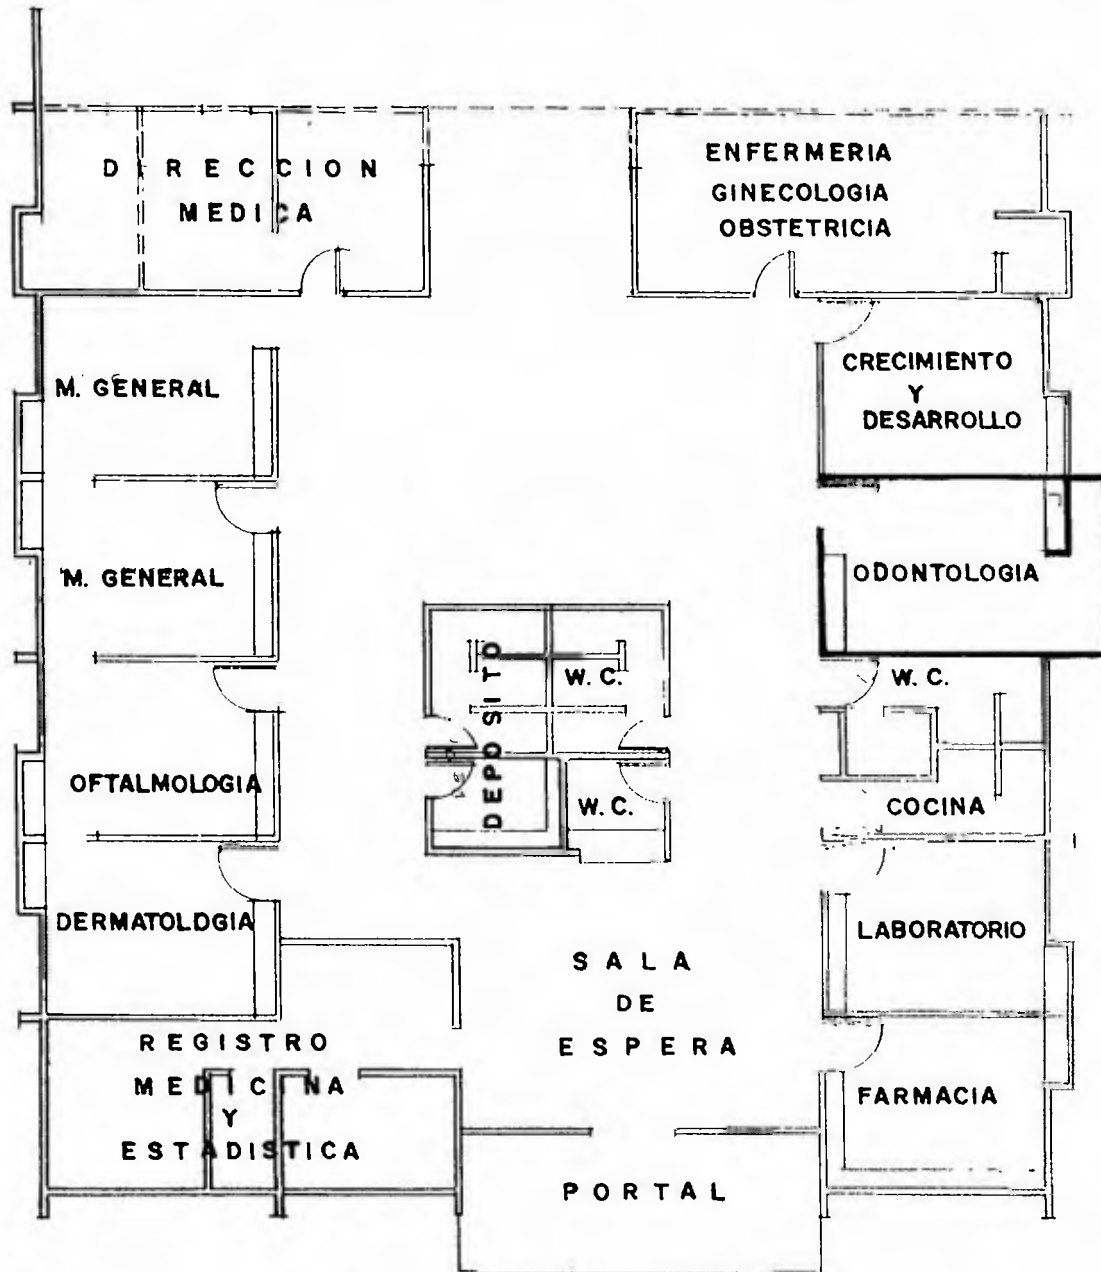 DIRECCION
MEDICA
ENFERMERIA
GINECOLOGIA
OBSTETRICIA
M. GENERAL
CRECIMIENTO
Y
DESARROLLO
M. GENERAL
ODONTOLOGIA
DEPOSITO
W. C.
W. C.
OFTALMOLOGIA
W. C.
COCINA
DERMATOLOGIA
LABORATORIO
SALA
DE
ESPERA
REGISTRO
MEDICINA
Y
ESTADISTICA
FARMACIA
PORTAL